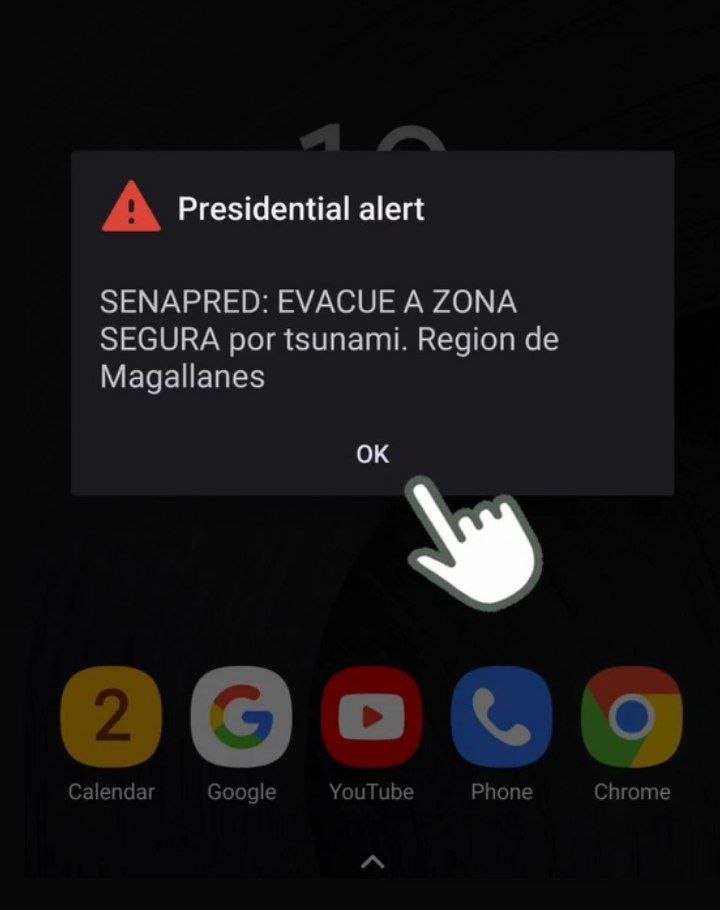 Presidential alert
SENAPRED: EVACUE A ZONA
SEGURA por tsunami. Region de
Magallanes
OK
2
Calendar
Google
YouTube
Phone
Chrome